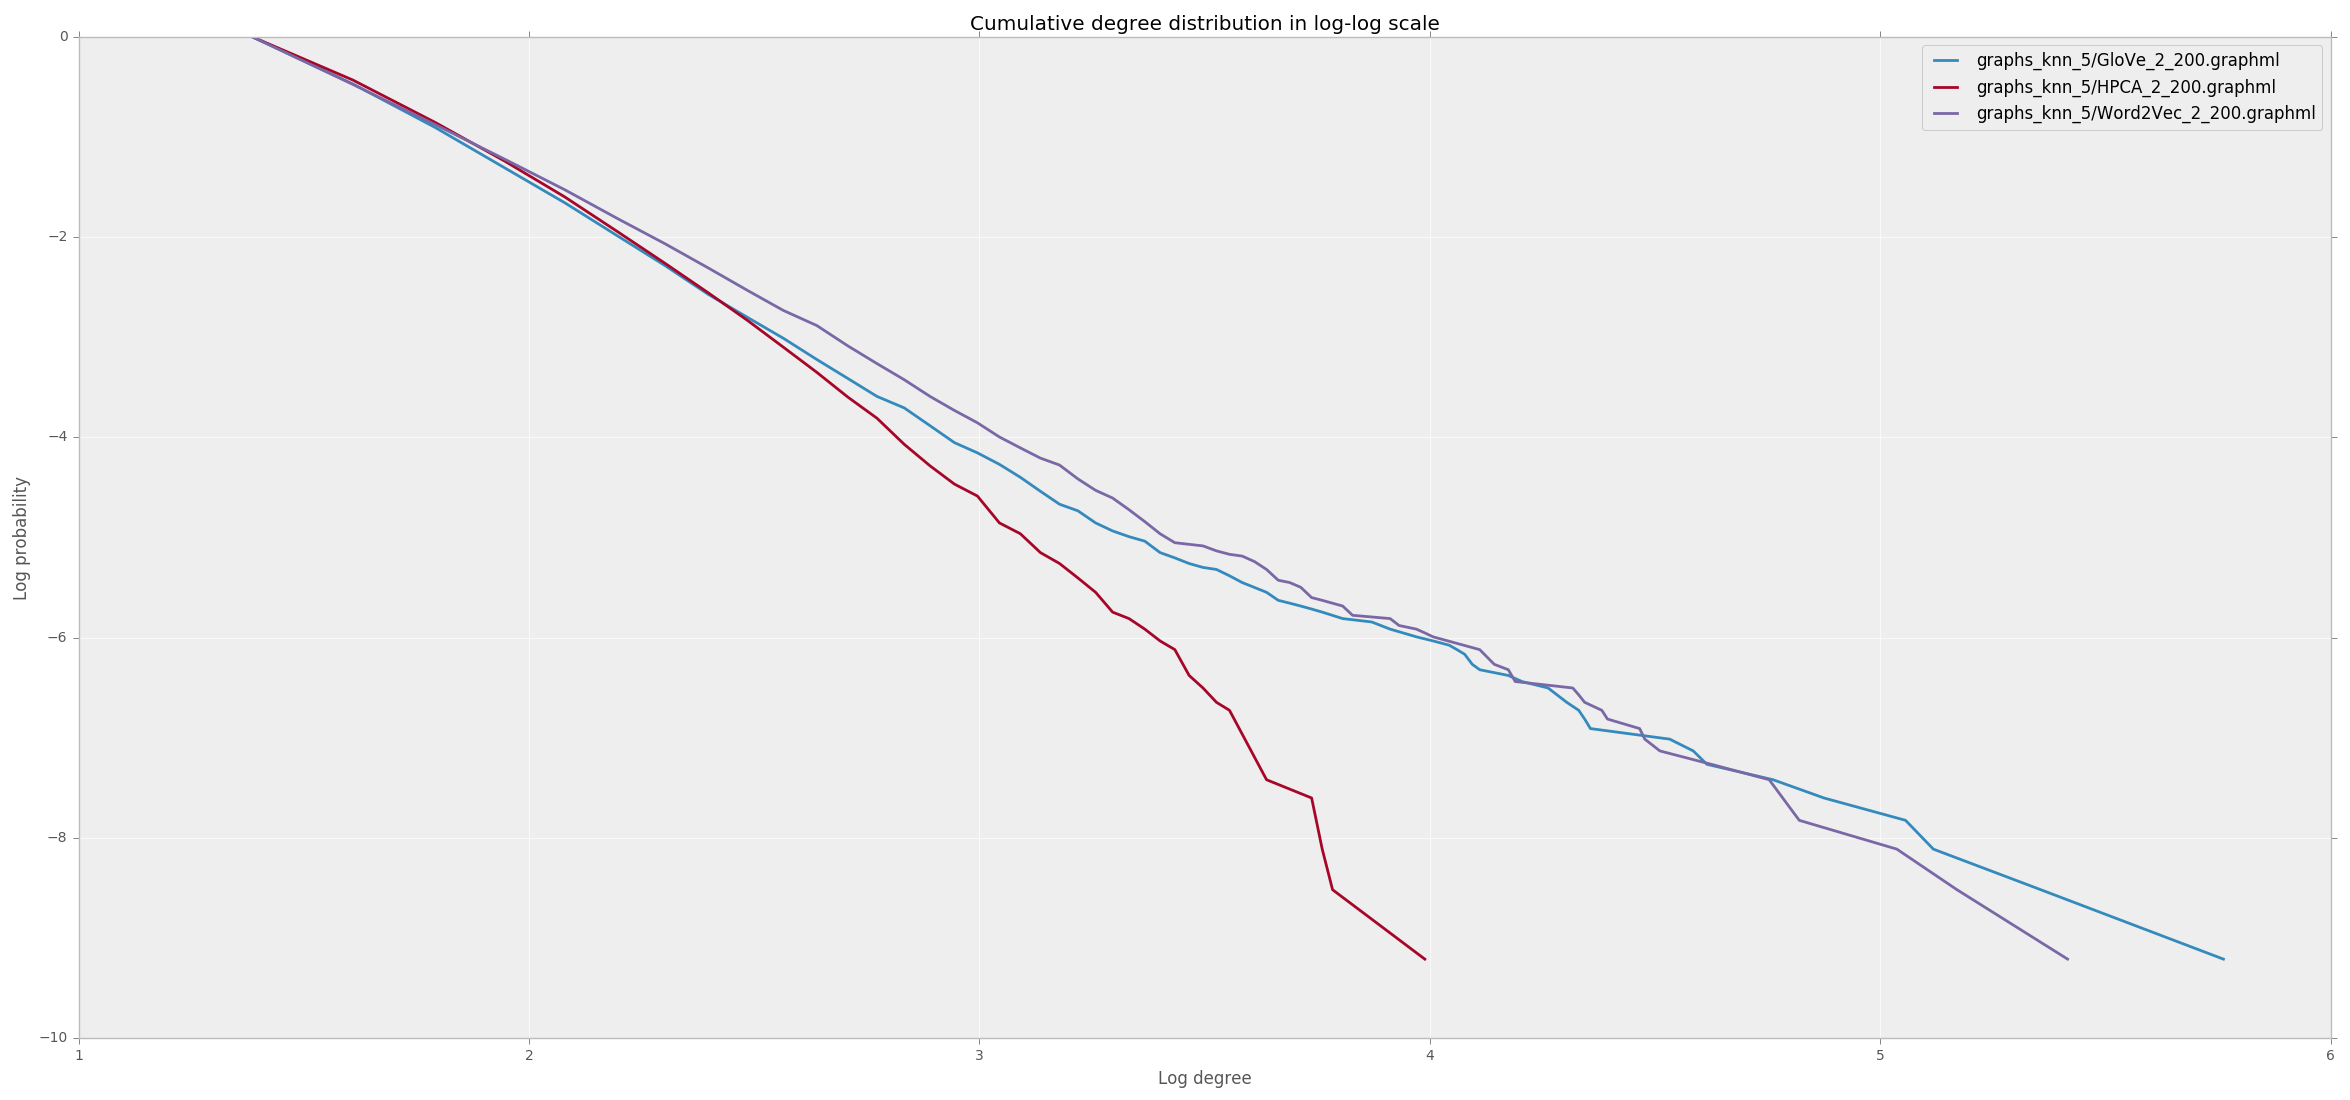 Cumulative degree distribution in log-log scale
graphs_knn_5/GloVe_2_200.graphml
graphs_knn_5/HPCA_2_200.graphml
graphs_knn_5/Word2Vec_2_200.graphml
Log probability
0
−2
−4
−6
−8
−10
1 2 3 4 5 6
Log degree